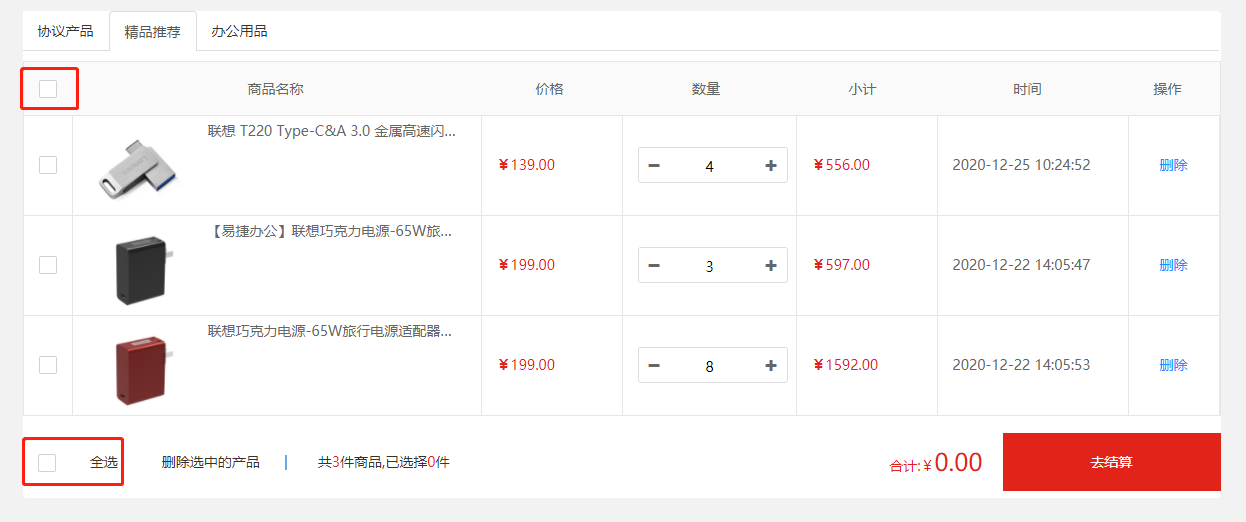 协议产品 精品推荐 办公用品
商品名称 价格 数量 小计 时间 操作
联想 T220 Type-C&A 3.0 金属高速闪...
¥139.00 4 ¥556.00 2020-12-25 10:24:52 删除
【易捷办公】联想巧克力电源-65W旅...
¥199.00 3 ¥597.00 2020-12-22 14:05:47 删除
联想巧克力电源-65W旅行电源适配器...
¥199.00 8 ¥1592.00 2020-12-22 14:05:53 删除
全选 删除选中的产品 | 共3件商品,已选择0件 合计:¥0.00 去结算